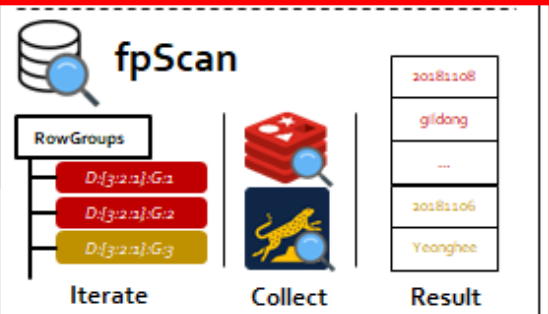 fpScan
RowGroups
D:{3:2:1}:G:1
D:{3:2:1}:G:2
D:{3:2:1}:G:3
Iterate
Collect
20181108
gildong
...
20181106
Yeonghee
Result